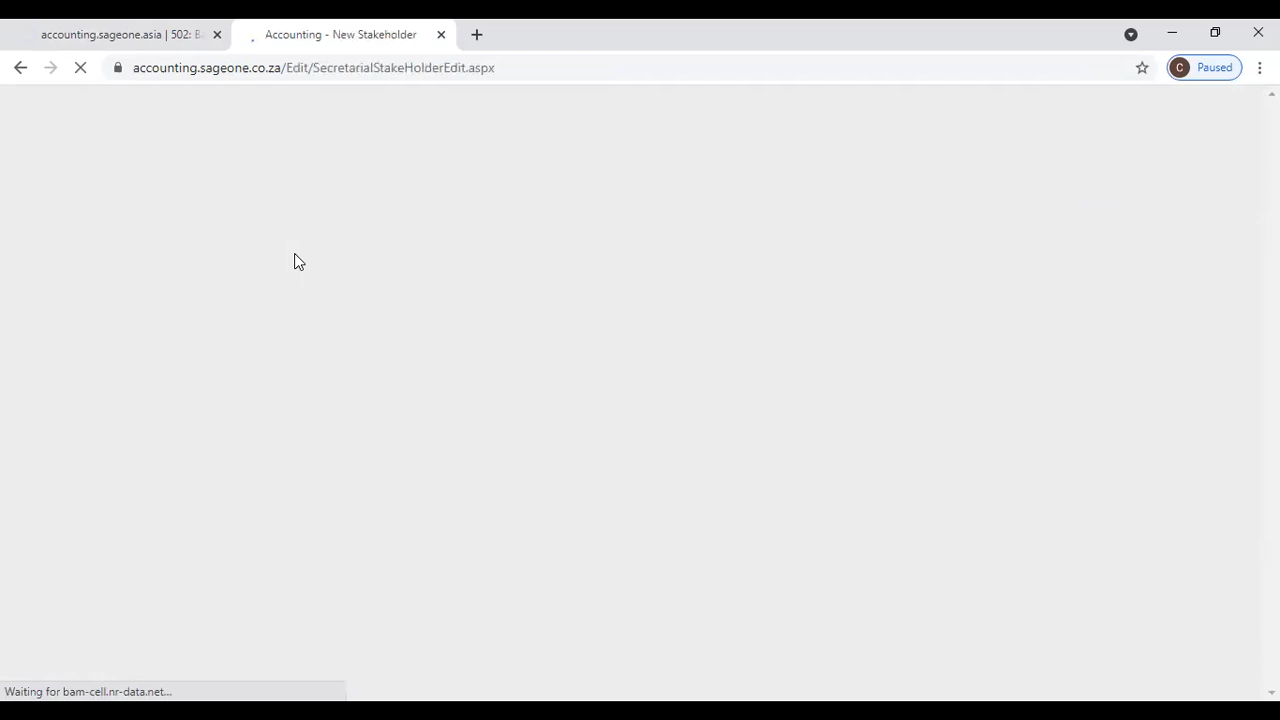 accounting.sageone.asia | 502: Ba
Accounting - New Stakeholder
accounting.sageone.co.za/Edit/SecretarialStakeHolderEdit.aspx
C
Paused
Waiting for bam-cell.nr-data.net...